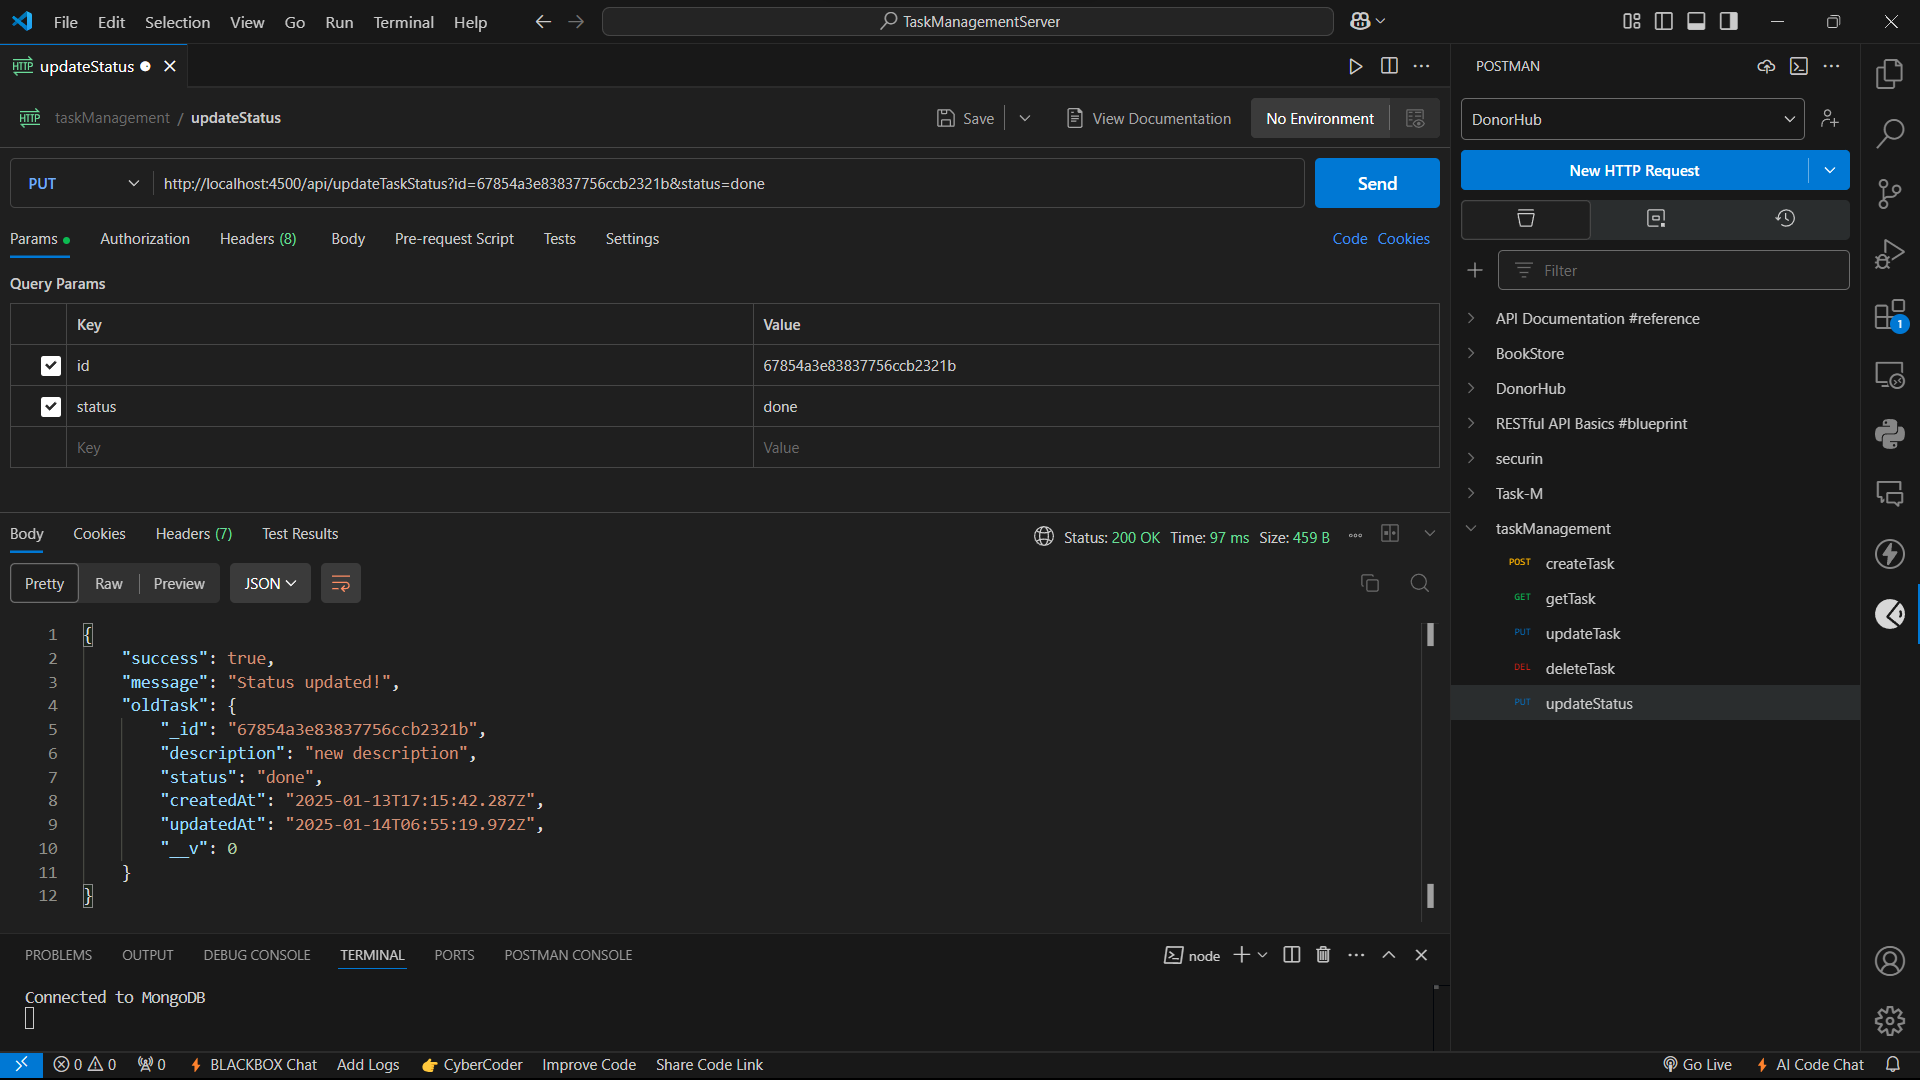 File Edit Selection View Go Run Terminal Help
TaskManagementServer
HTTP updateStatus
HTTP taskManagement / updateStatus
Save
View Documentation
No Environment
PUT
http://localhost:4500/api/updateTaskStatus?id=67854a3e83837756ccb2321b&status=done
Send
Params Authorization Headers (8) Body Pre-request Script Tests Settings
Code Cookies
Query Params
Key Value
id 67854a3e83837756ccb2321b
status done
Key Value
Body Cookies Headers (7) Test Results
Status: 200 OK Time: 97 ms Size: 459 B
Pretty Raw Preview JSON
1 {
2 "success": true,
3 "message": "Status updated!",
4 "oldTask": {
5 "_id": "67854a3e83837756ccb2321b",
6 "description": "new description",
7 "status": "done",
8 "createdAt": "2025-01-13T17:15:42.287Z",
9 "updatedAt": "2025-01-14T06:55:19.972Z",
10 "__v": 0
11 }
12 }
PROBLEMS OUTPUT DEBUG CONSOLE TERMINAL PORTS POSTMAN CONSOLE
node
Connected to MongoDB
POSTMAN
DonorHub
New HTTP Request
Filter
API Documentation #reference
BookStore
DonorHub
RESTful API Basics #blueprint
securin
Task-M
taskManagement
POST createTask
GET getTask
PUT updateTask
DEL deleteTask
PUT updateStatus
1
0 0 0 BLACKBOX Chat Add Logs CyberCoder Improve Code Share Code Link
Go Live AI Code Chat